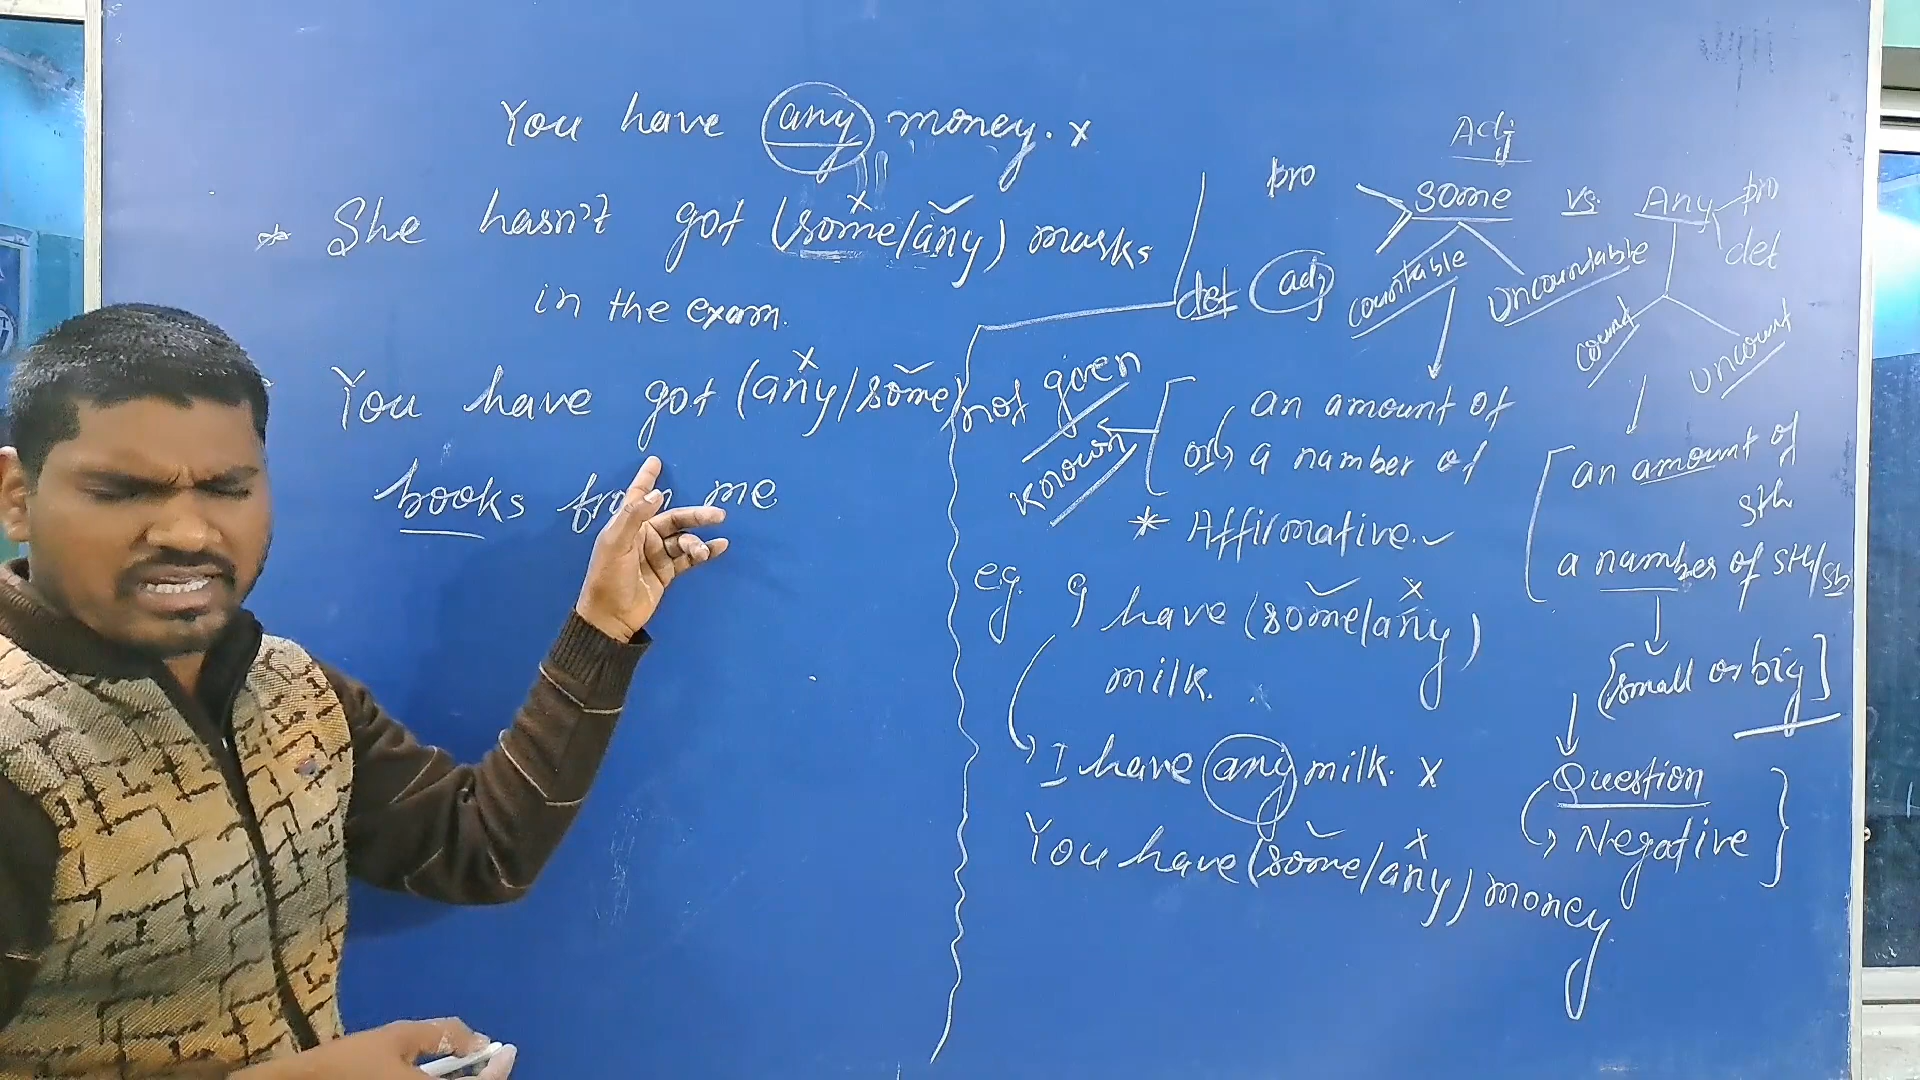 You have any money. x
* She hasn't got (some/any) marks
in the exam.
You have got (any/some)
books from me
Adj
pro some vs. Any pro
det adj countable Uncountable det
count Uncount
not given
known
an amount of
or a number of
* Affirmative.
eg. I have (some/any)
milk.
I have any milk. x
You have (some/any) money
an amount of
sth
a number of sth/sb
[small or big]
Question
Negative